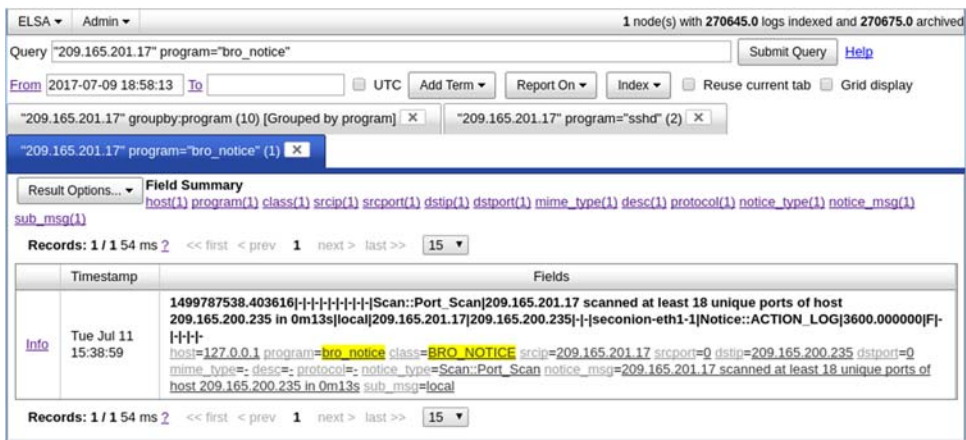 ELSA ▾ Admin ▾ 1 node(s) with 270645.0 logs indexed and 270675.0 archived
Query "209.165.201.17" program="bro_notice" Submit Query Help
From 2017-07-09 18:58:13 To UTC Add Term ▾ Report On ▾ Index ▾ Reuse current tab Grid display
"209.165.201.17" groupby:program (10) [Grouped by program] X "209.165.201.17" program="sshd" (2) X
"209.165.201.17" program="bro_notice" (1) X
Result Options... ▾ Field Summary
host(1) program(1) class(1) srcip(1) srcport(1) dstip(1) dstport(1) mime_type(1) desc(1) protocol(1) notice_type(1) notice_msg(1)
sub_msg(1)
Records: 1 / 1 54 ms ? << first < prev 1 next > last >> 15 ▾
Timestamp Fields
Info Tue Jul 11 15:38:59
1499787538.403616|-|-|-|-|-|-|-|-|-|Scan::Port_Scan|209.165.201.17 scanned at least 18 unique ports of host
209.165.200.235 in 0m13s|local|209.165.201.17|209.165.200.235|-|-|seconion-eth1-1|Notice::ACTION_LOG|3600.000000|F|-
|-|-|-|-
host=127.0.0.1 program=bro_notice class=BRO_NOTICE srcip=209.165.201.17 srcport=0 dstip=209.165.200.235 dstport=0
mime_type=- desc=- protocol=- notice_type=Scan::Port_Scan notice_msg=209.165.201.17 scanned at least 18 unique ports of
host 209.165.200.235 in 0m13s sub_msg=local
Records: 1 / 1 54 ms ? << first < prev 1 next > last >> 15 ▾